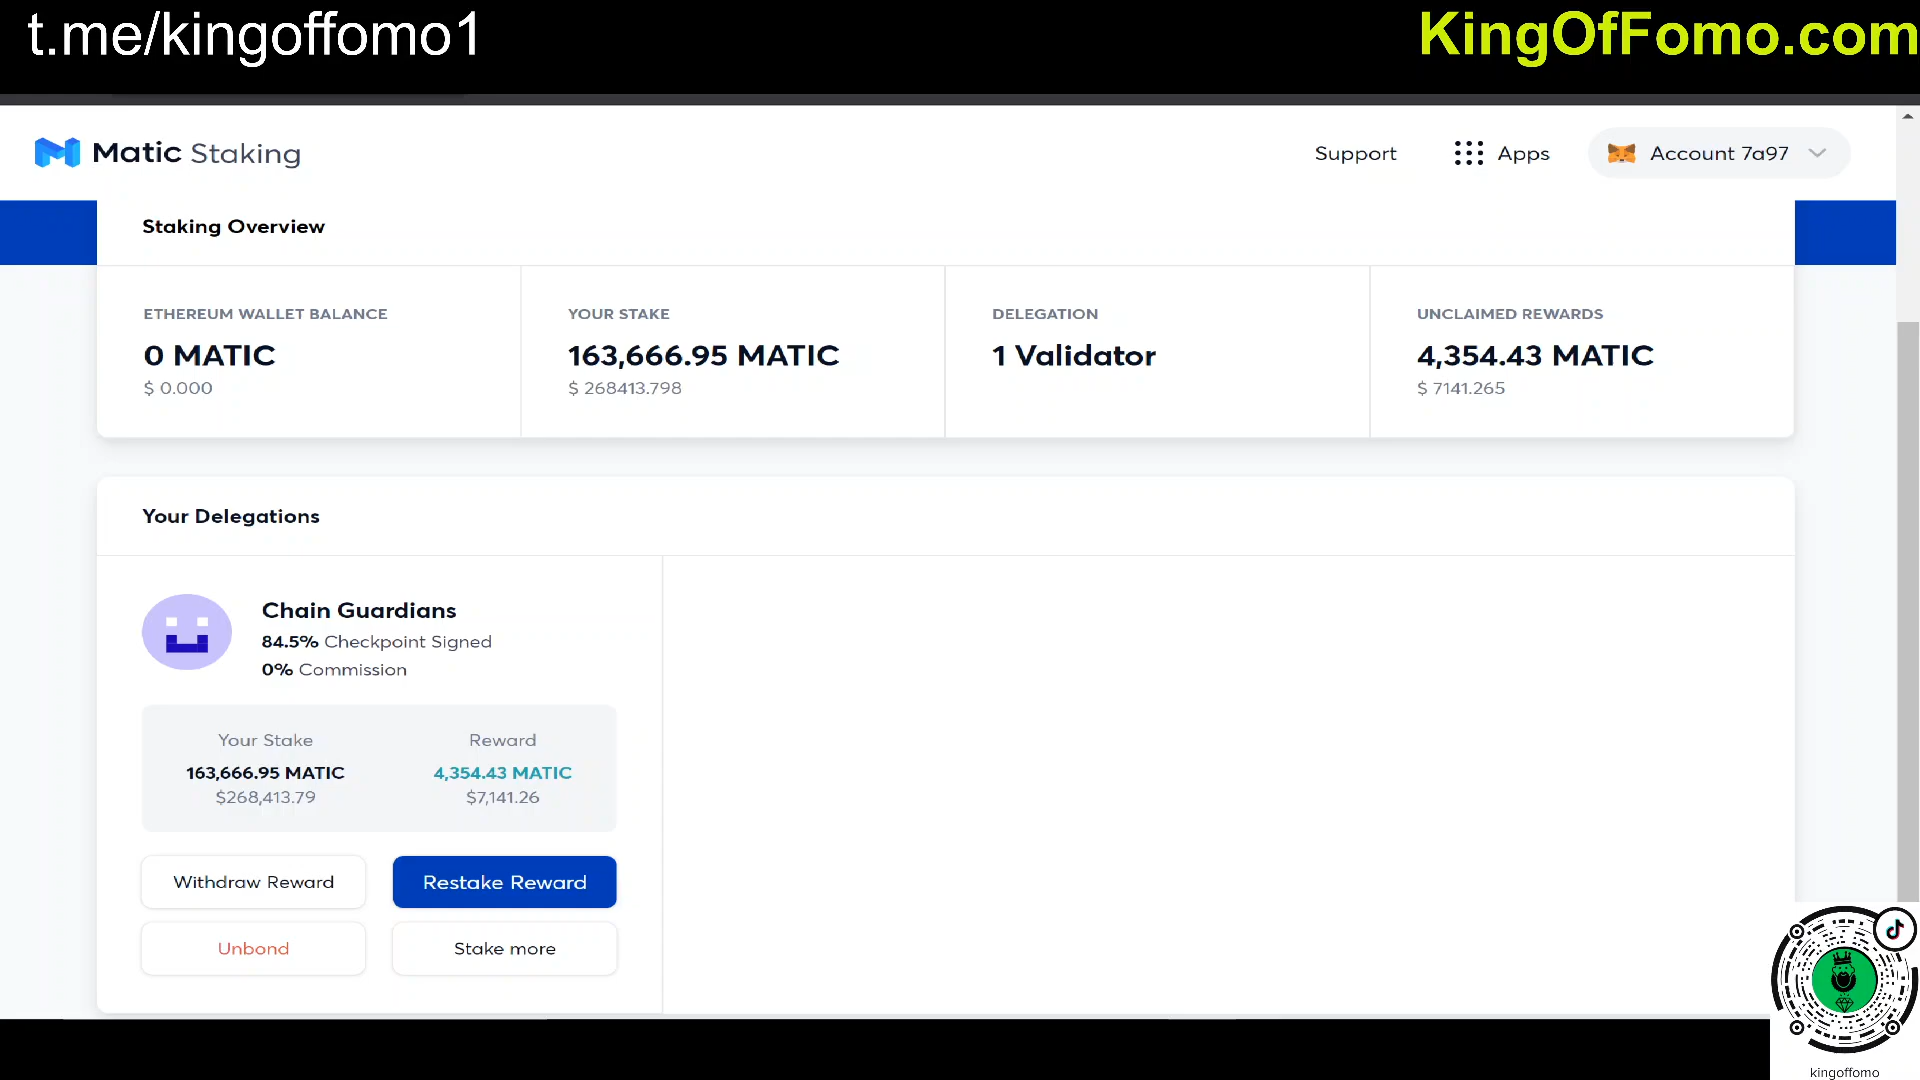 t.me/kingoffomo1
KingOfFomo.com
Matic Staking
Support
Apps
Account 7a97
Staking Overview
ETHEREUM WALLET BALANCE
0 MATIC
$ 0.000
YOUR STAKE
163,666.95 MATIC
$ 268413.798
DELEGATION
1 Validator
UNCLAIMED REWARDS
4,354.43 MATIC
$ 7141.265
Your Delegations
Chain Guardians
84.5% Checkpoint Signed
0% Commission
Your Stake
163,666.95 MATIC
$268,413.79
Reward
4,354.43 MATIC
$7,141.26
Withdraw Reward
Restake Reward
Unbond
Stake more
kingoffomo